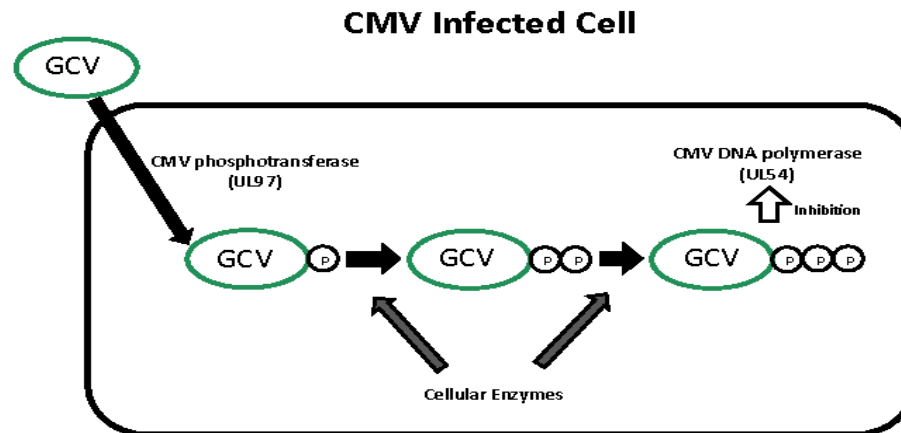 CMV Infected Cell
GCV
CMV phosphotransferase
(UL97)
CMV DNA polymerase
(UL54)
Inhibition
GCV P
GCV P P
GCV P P P
Cellular Enzymes